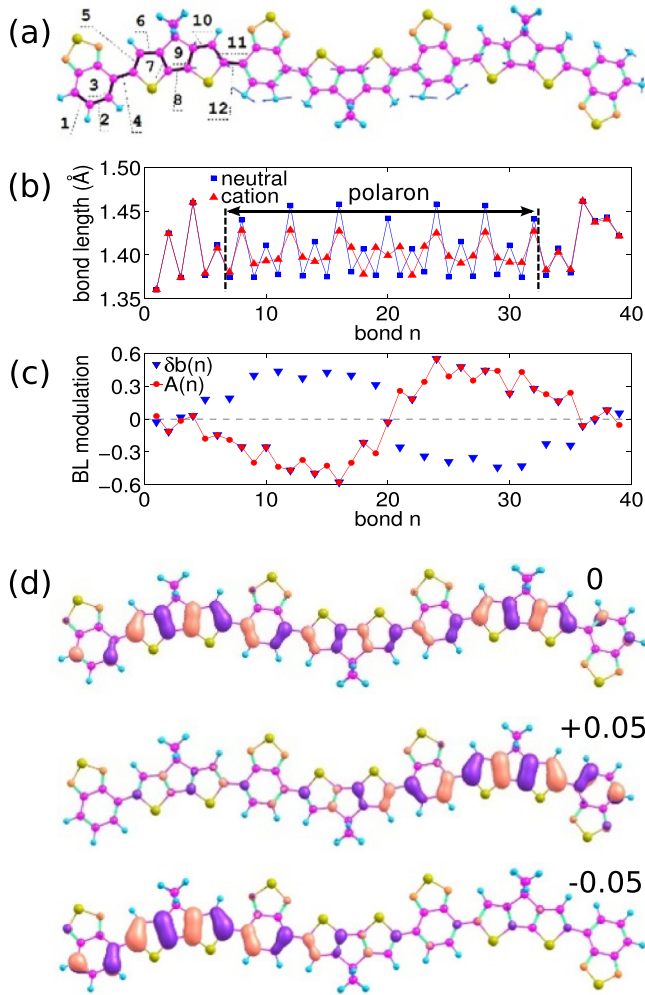 (a)
5
6
10
9
11
3
7
1
2
4
8
12
(b)
bond length (Å)
1.50
1.45
1.40
1.35
neutral
cation
polaron
0
10
20
30
40
bond n
(c)
BL modulation
0.6
0.3
0
−0.3
−0.6
δb(n)
A(n)
0
10
20
30
40
bond n
(d)
0
+0.05
-0.05